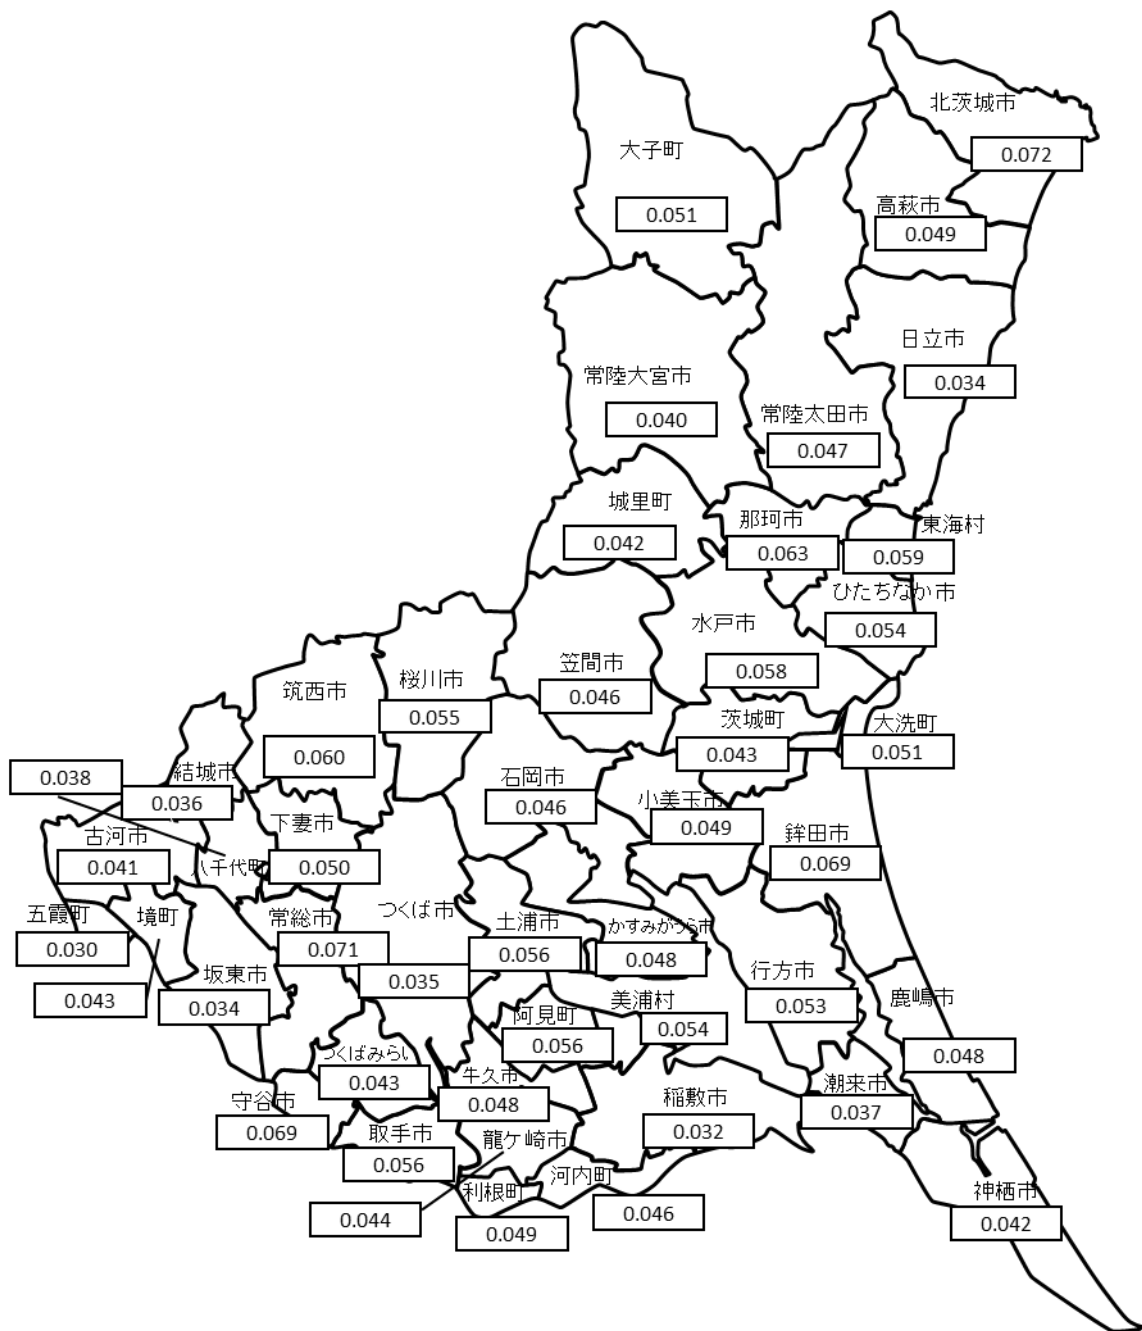 北茨城市
0.072
大子町
0.051
高萩市
0.049
日立市
0.034
常陸大宮市
0.040
常陸太田市
0.047
城里町
0.042
那珂市
0.063
東海村
0.059
ひたちなか市
0.054
水戸市
0.058
笠間市
0.046
桜川市
0.055
筑西市
0.060
茨城町
0.043
大洗町
0.051
結城市
0.036
0.038
八千代町
下妻市
0.050
石岡市
0.046
小美玉市
0.049
鉾田市
0.069
古河市
0.041
五霞町
0.030
境町
0.043
坂東市
0.034
常総市
0.071
つくば市
0.035
土浦市
0.056
かすみがうら市
0.048
行方市
0.053
鹿嶋市
0.048
美浦村
0.054
阿見町
0.056
つくばみらい
0.043
牛久市
0.048
守谷市
0.069
取手市
0.056
龍ケ崎市
0.044
稲敷市
0.032
潮来市
0.037
利根町
0.049
河内町
0.046
神栖市
0.042